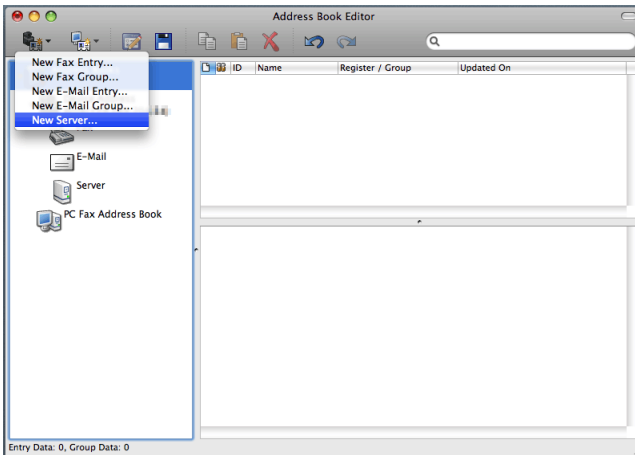 Address Book Editor
New Fax Entry...
New Fax Group...
New E-Mail Entry...
New E-Mail Group...
New Server...
ID Name Register / Group Updated On
E-Mail
Server
PC Fax Address Book
Entry Data: 0, Group Data: 0